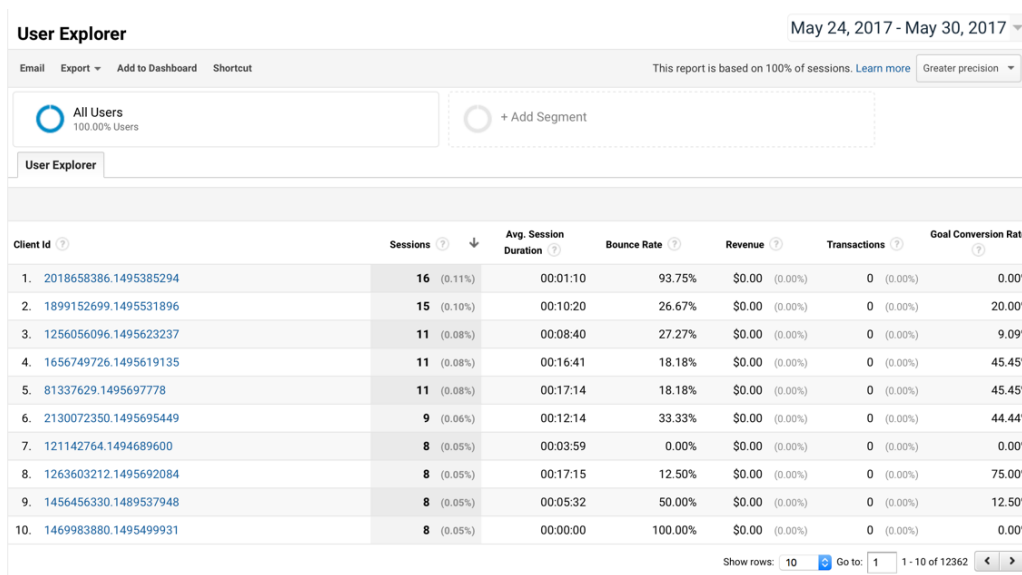 User Explorer
May 24, 2017 - May 30, 2017
Email Export Add to Dashboard Shortcut
This report is based on 100% of sessions. Learn more Greater precision
All Users
100.00% Users
+ Add Segment
User Explorer
Client Id Sessions Avg. Session Duration Bounce Rate Revenue Transactions Goal Conversion Rat
1. 2018658386.1495385294 16 (0.11%) 00:01:10 93.75% $0.00 (0.00%) 0 (0.00%) 0.00
2. 1899152699.1495531896 15 (0.10%) 00:10:20 26.67% $0.00 (0.00%) 0 (0.00%) 20.00
3. 1256056096.1495623237 11 (0.08%) 00:08:40 27.27% $0.00 (0.00%) 0 (0.00%) 9.09
4. 1656749726.1495619135 11 (0.08%) 00:16:41 18.18% $0.00 (0.00%) 0 (0.00%) 45.45
5. 81337629.1495697778 11 (0.08%) 00:17:14 18.18% $0.00 (0.00%) 0 (0.00%) 45.45
6. 2130072350.1495695449 9 (0.06%) 00:12:14 33.33% $0.00 (0.00%) 0 (0.00%) 44.44
7. 121142764.1494689600 8 (0.05%) 00:03:59 0.00% $0.00 (0.00%) 0 (0.00%) 0.00
8. 1263603212.1495692084 8 (0.05%) 00:17:15 12.50% $0.00 (0.00%) 0 (0.00%) 75.00
9. 1456456330.1489537948 8 (0.05%) 00:05:32 50.00% $0.00 (0.00%) 0 (0.00%) 12.50
10. 1469983880.1495499931 8 (0.05%) 00:00:00 100.00% $0.00 (0.00%) 0 (0.00%) 0.00
Show rows: 10 Go to: 1 1 - 10 of 12362